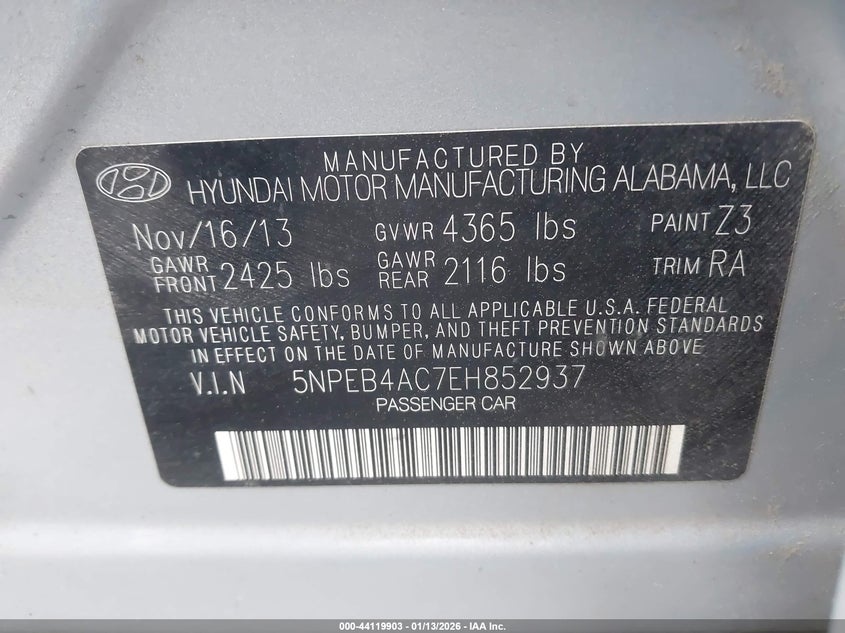 MANUFACTURED BY
HYUNDAI MOTOR MANUFACTURING ALABAMA, LLC
Nov/16/13 GVWR 4365 lbs PAINT Z3
GAWR FRONT 2425 lbs GAWR REAR 2116 lbs TRIM RA
THIS VEHICLE CONFORMS TO ALL APPLICABLE U.S.A. FEDERAL
MOTOR VEHICLE SAFETY, BUMPER, AND THEFT PREVENTION STANDARDS
IN EFFECT ON THE DATE OF MANUFACTURE SHOWN ABOVE
V.I.N 5NPEB4AC7EH852937
PASSENGER CAR
000-44119903 - 01/13/2026 - IAA Inc.